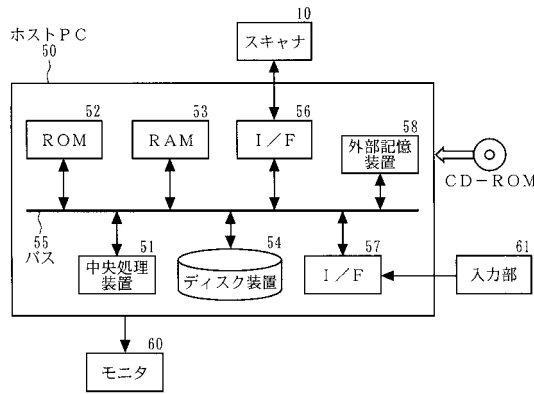 ホストPC
50
10
スキャナ
52
ROM
53
RAM
56
I/F
58
外部記憶
装置
CD-ROM
55
バス
51
中央処理
装置
54
ディスク装置
57
I/F
61
入力部
60
モニタ